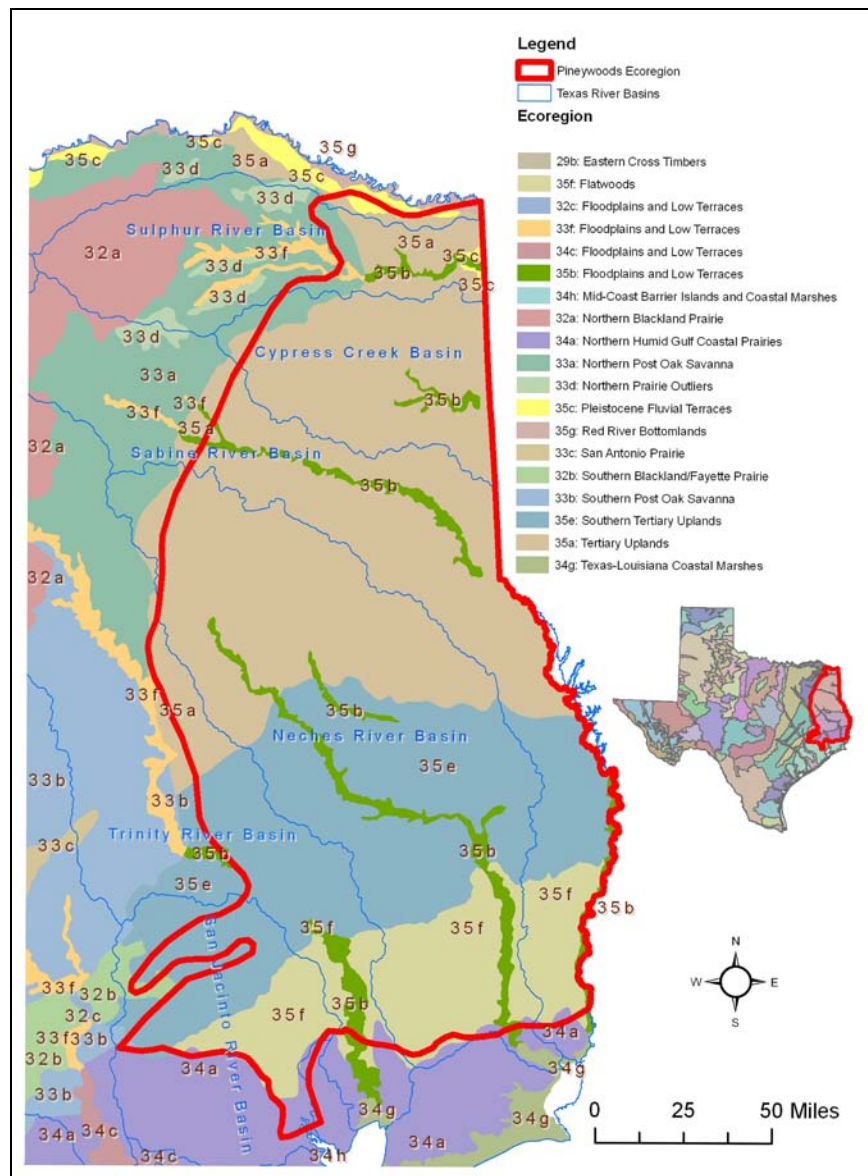 Legend
Pineywoods Ecoregion
Texas River Basins
Ecoregion
29b: Eastern Cross Timbers
35f: Flatwoods
32c: Floodplains and Low Terraces
33f: Floodplains and Low Terraces
34c: Floodplains and Low Terraces
35b: Floodplains and Low Terraces
34h: Mid-Coast Barrier Islands and Coastal Marshes
32a: Northern Blackland Prairie
34a: Northern Humid Gulf Coastal Prairies
33a: Northern Post Oak Savanna
33d: Northern Prairie Outliers
35c: Pleistocene Fluvial Terraces
35g: Red River Bottomlands
33c: San Antonio Prairie
32b: Southern Blackland/Fayette Prairie
33b: Southern Post Oak Savanna
35e: Southern Tertiary Uplands
35a: Tertiary Uplands
34g: Texas-Louisiana Coastal Marshes
35c
35g
35c
33d
35a
35c
33d
Sulphur River Basin
32a
33f
35a
33d
35c
35b
35c
33d
33d
Cypress Creek Basin
33a
35b
33f
33f
35a
32a
Sabine River Basin
35b
32a
33f
35a
35b
Neches River Basin
35e
33b
33b
Trinity River Basin
33c
35b
35b
35e
35f
35b
35f
35f
San Jacinto River Basin
33f
32b
32c
35f
35b
33f
33b
34a
32b
34a
34g
33b
34g
34g
34a
34c
34a
34c
34h
N
W
E
S
0
25
50 Miles